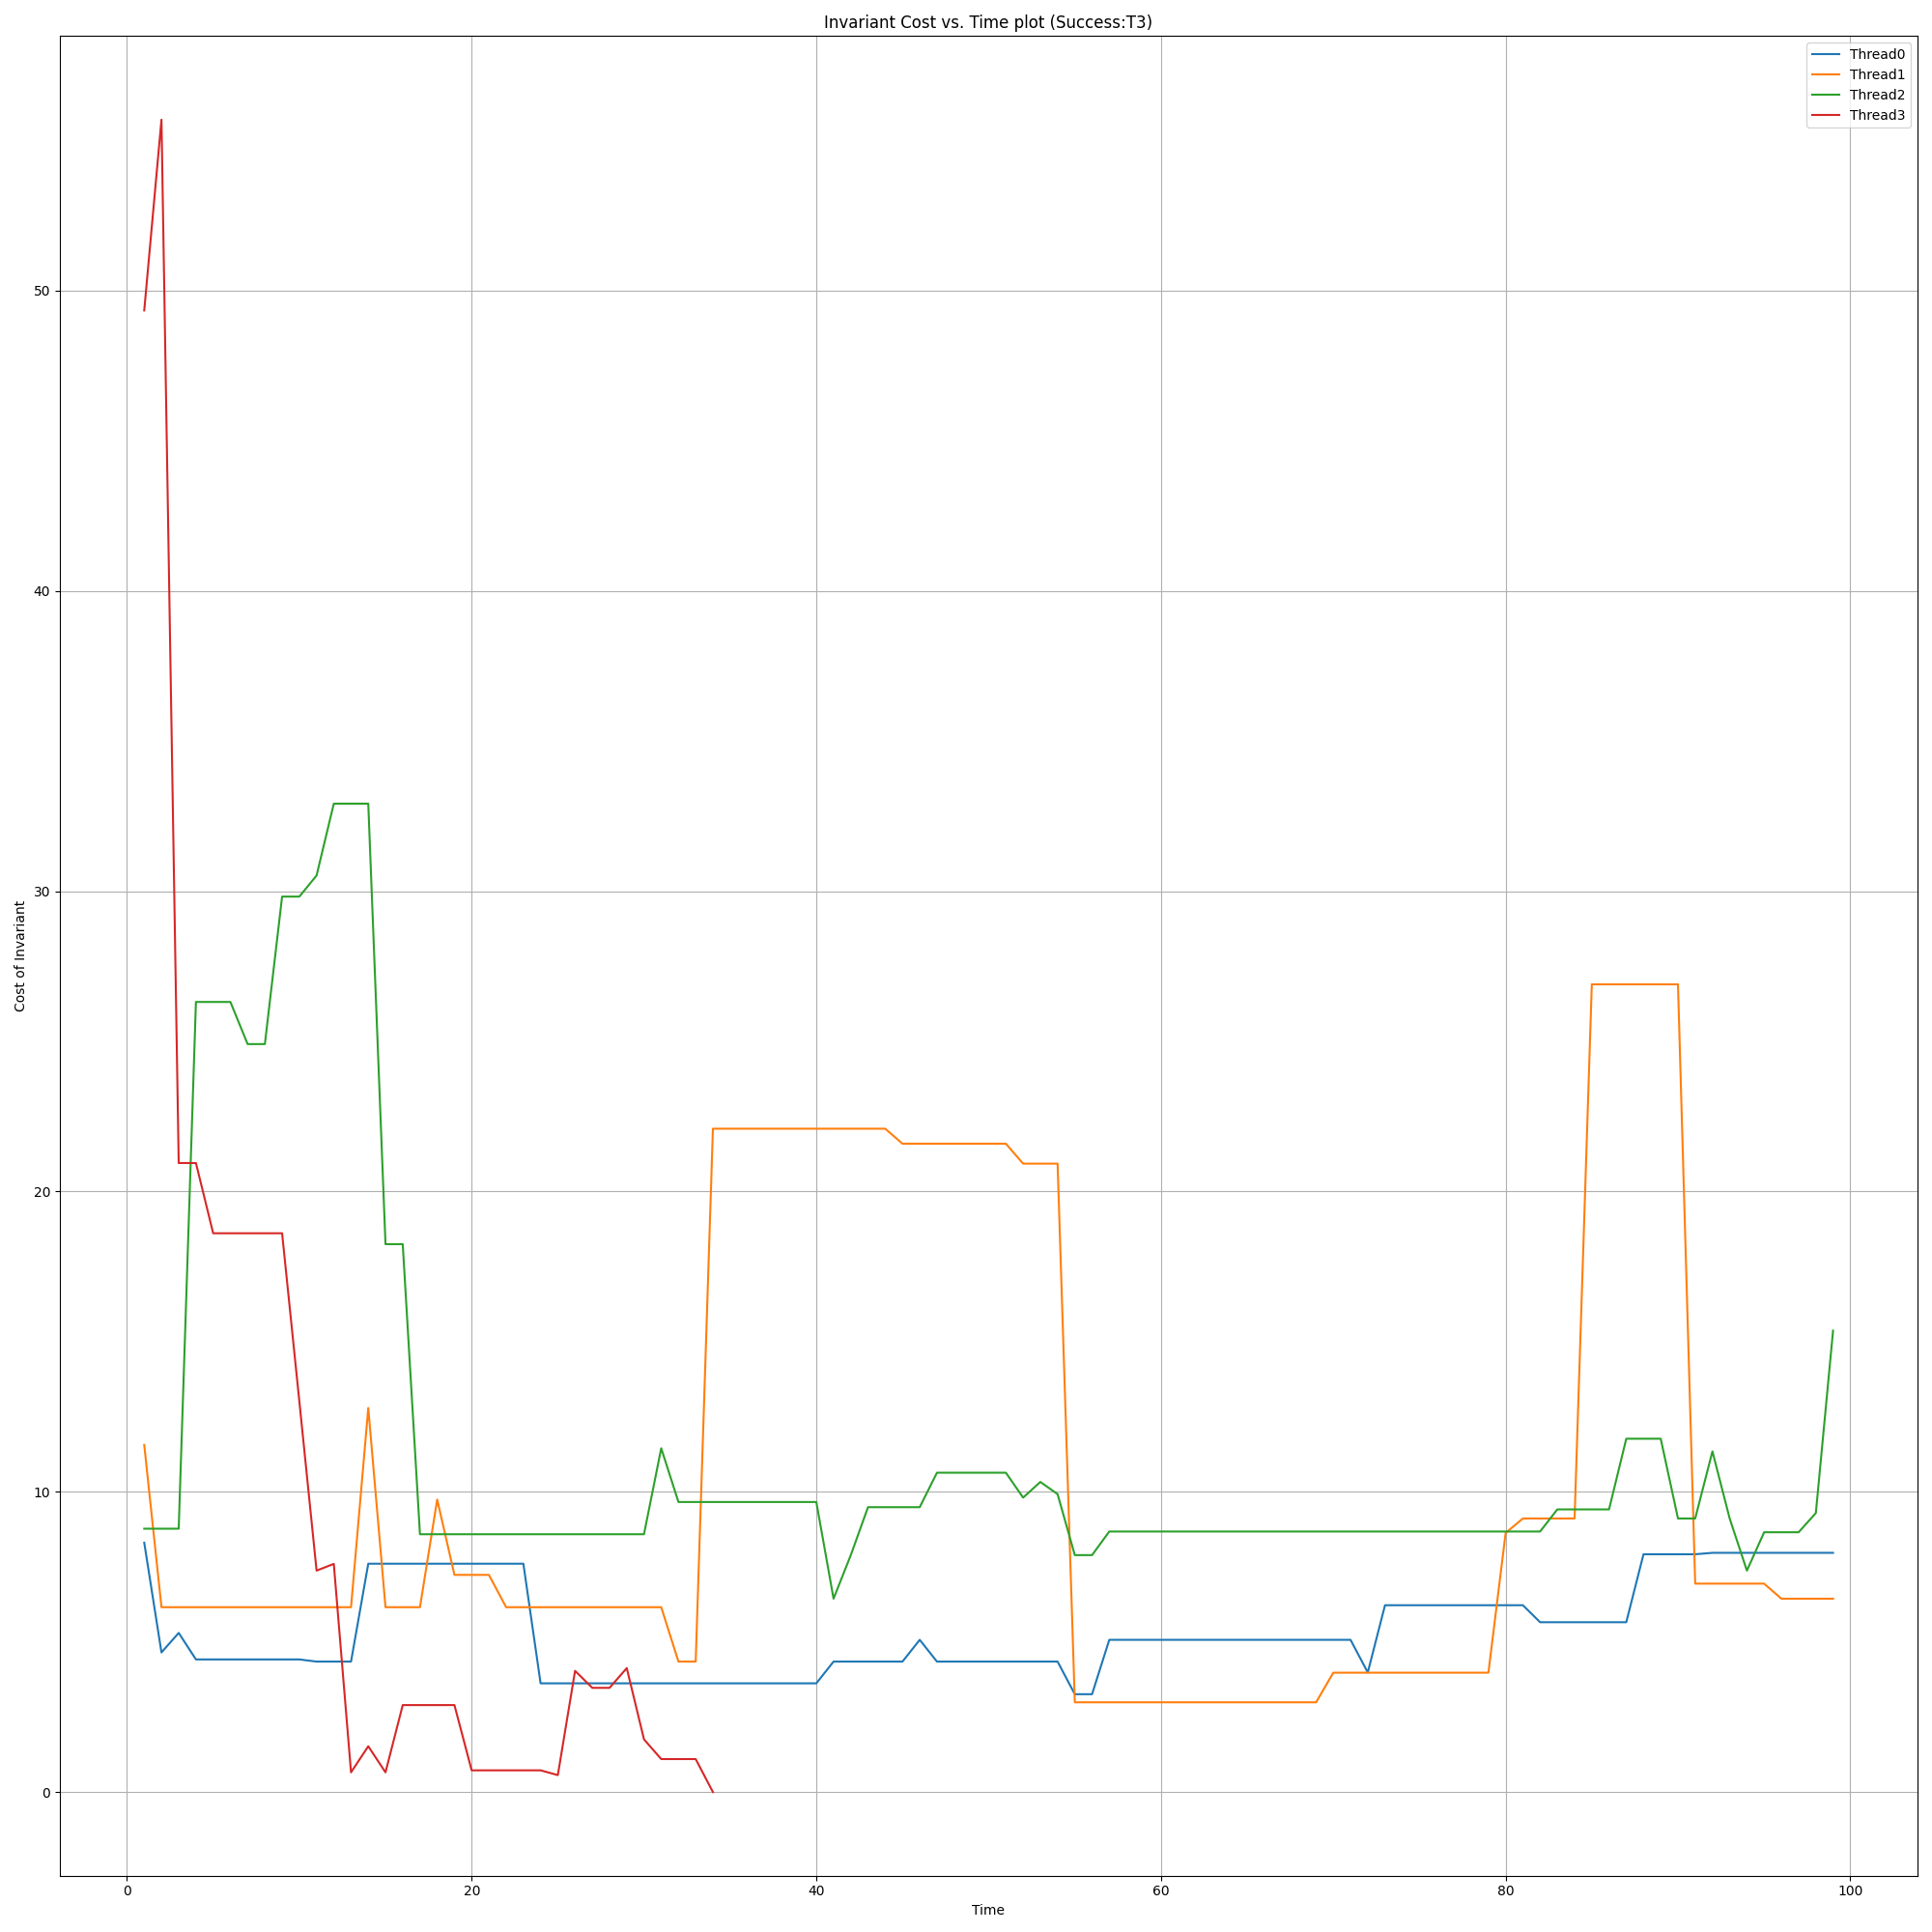 Invariant Cost vs. Time plot (Success:T3)
Thread0
Thread1
Thread2
Thread3
50
40
30
20
10
0
Cost of Invariant
0 20 40 60 80 100
Time